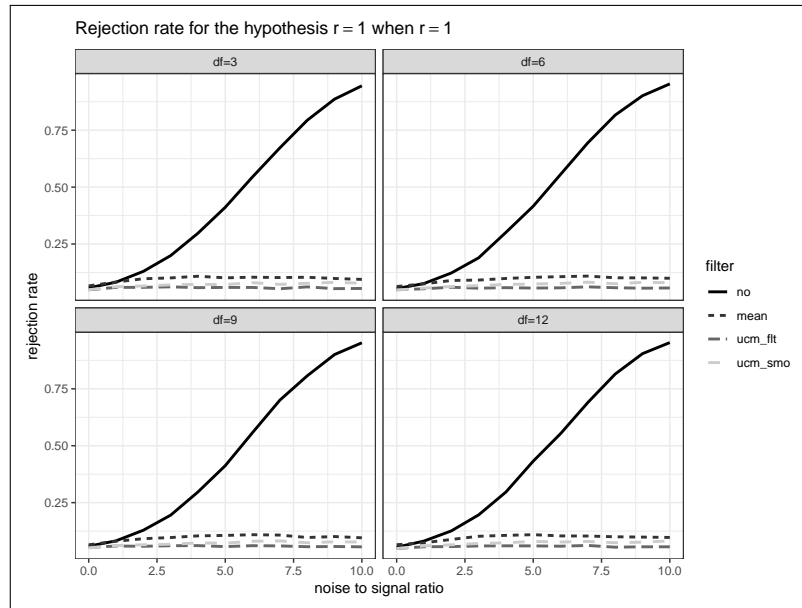 Rejection rate for the hypothesis r = 1 when r = 1
df=3
df=6
0.75
0.50
0.25
df=9
df=12
0.75
0.50
0.25
0.0
2.5
5.0
7.5
10.0
0.0
2.5
5.0
7.5
10.0
noise to signal ratio
rejection rate
filter
no
mean
ucm_flt
ucm_smo